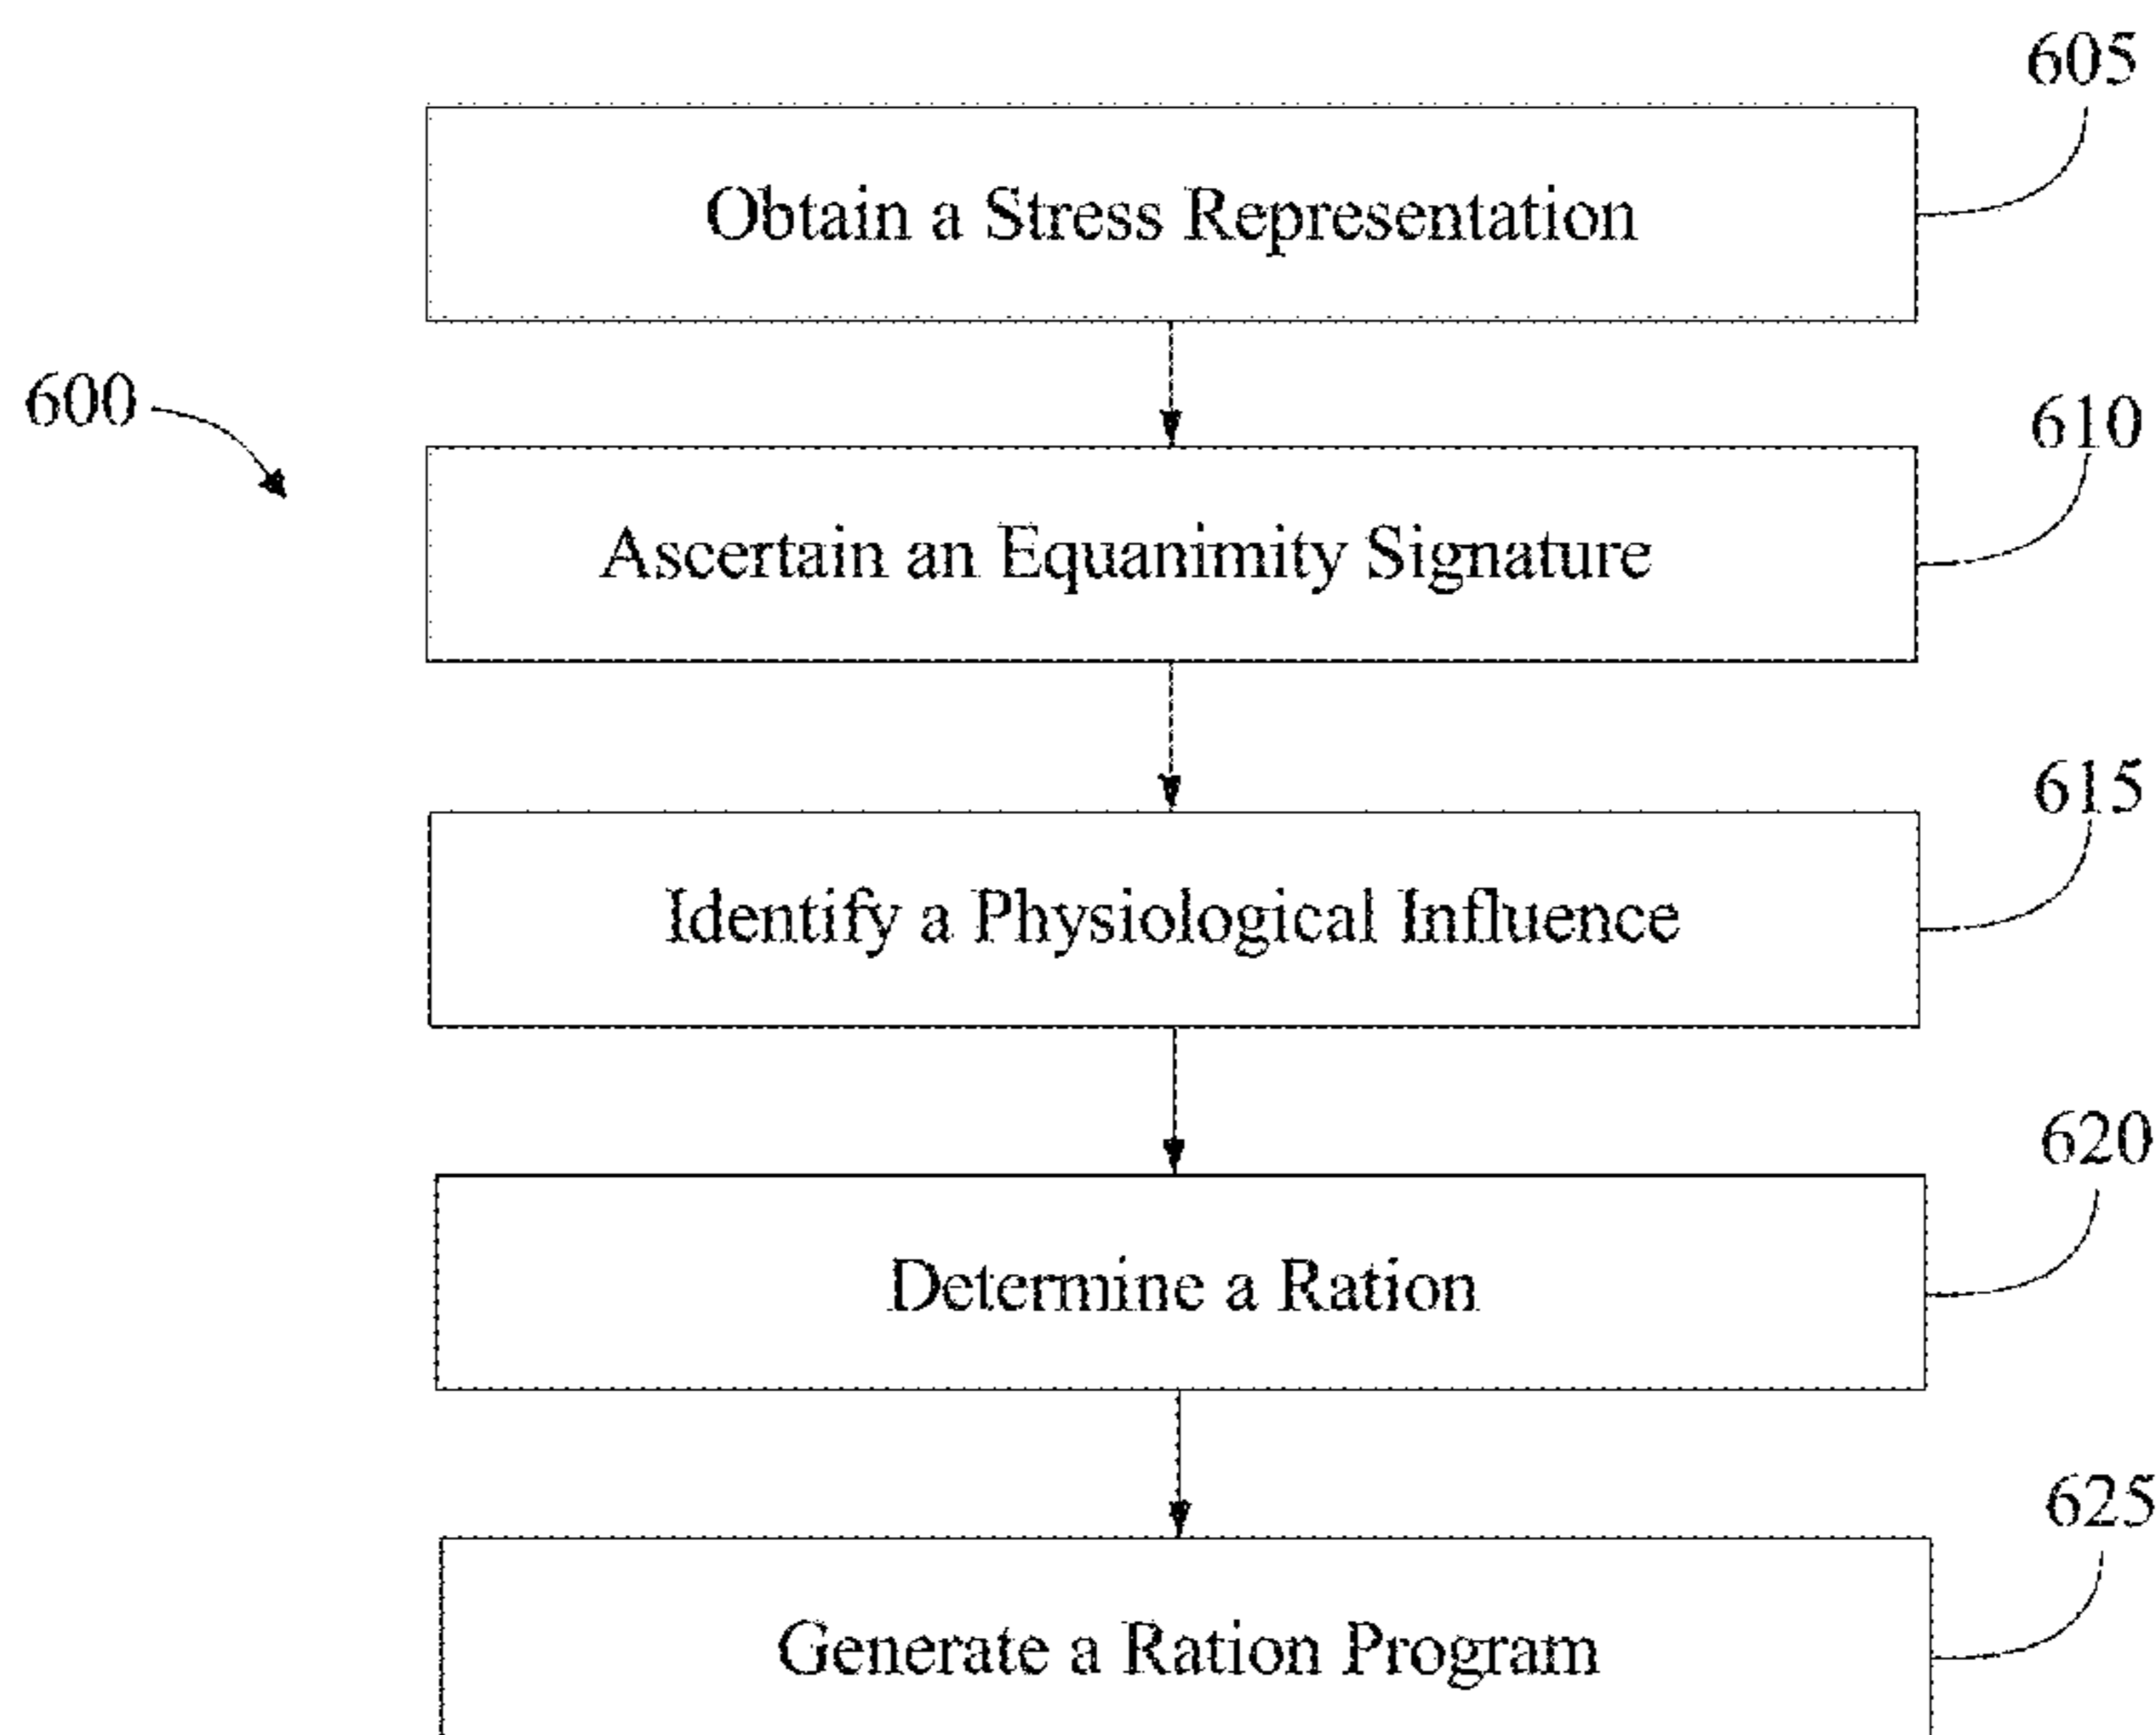 605
Obtain a Stress Representation
600
610
Ascertain an Equanimity Signature
615
Identify a Physiological Influence
620
Determine a Ration
625
Generate a Ration Program